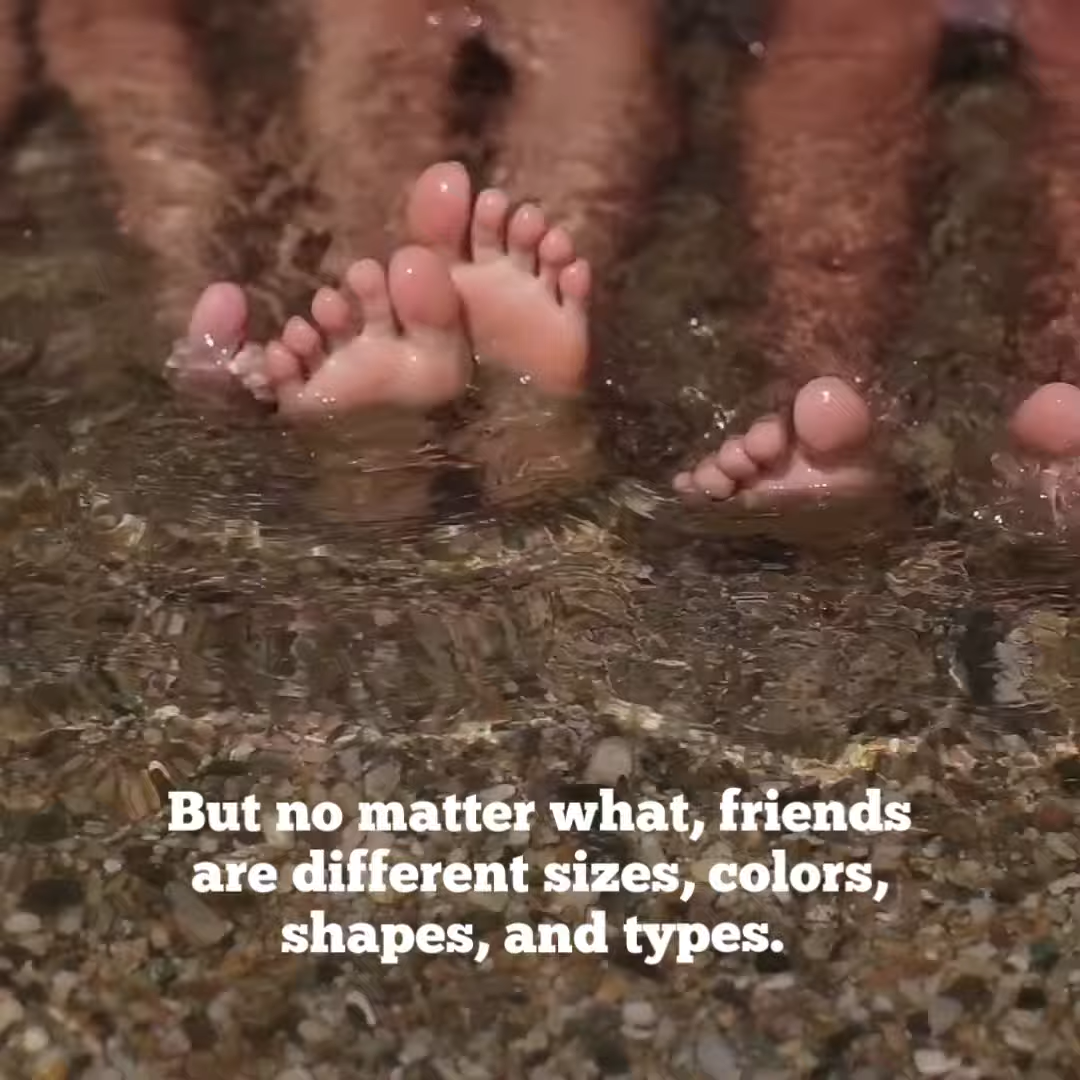 But no matter what, friends
are different sizes, colors,
shapes, and types.